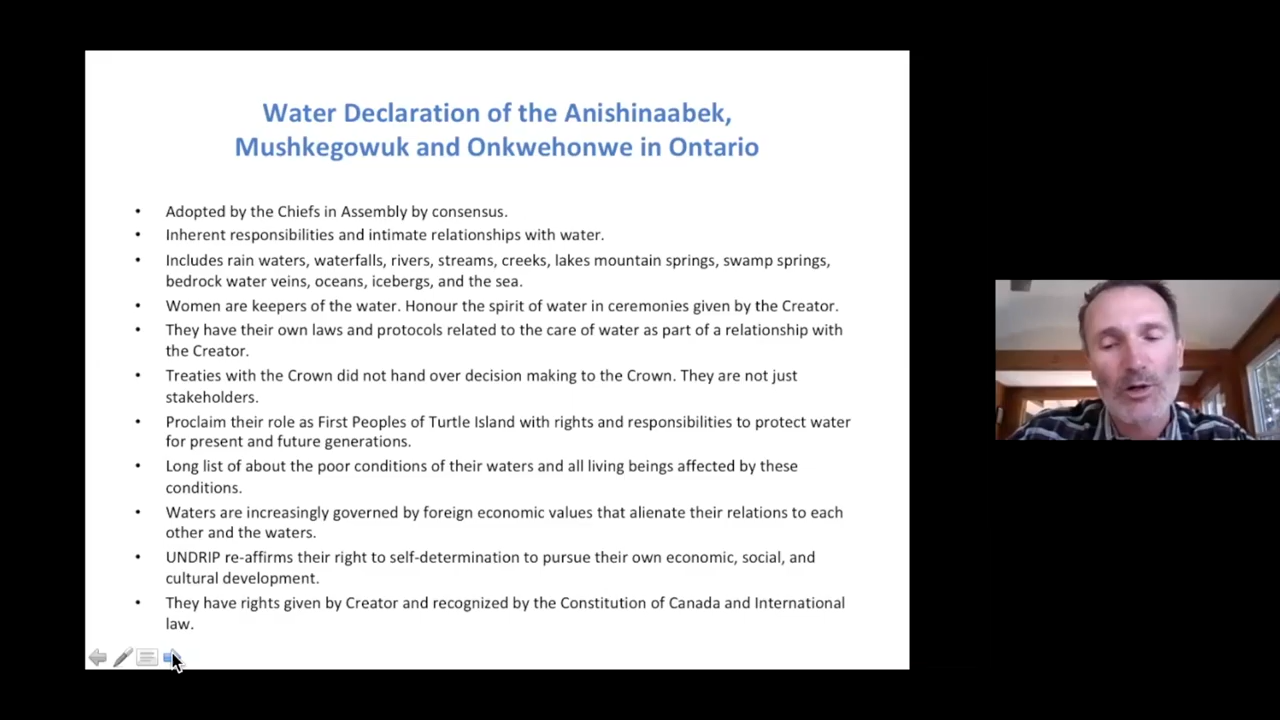 Water Declaration of the Anishinaabek,
Mushkegowuk and Onkwehonwe in Ontario
• Adopted by the Chiefs in Assembly by consensus.
• Inherent responsibilities and intimate relationships with water.
• Includes rain waters, waterfalls, rivers, streams, creeks, lakes mountain springs, swamp springs,
bedrock water veins, oceans, icebergs, and the sea.
• Women are keepers of the water. Honour the spirit of water in ceremonies given by the Creator.
• They have their own laws and protocols related to the care of water as part of a relationship with
the Creator.
• Treaties with the Crown did not hand over decision making to the Crown. They are not just
stakeholders.
• Proclaim their role as First Peoples of Turtle Island with rights and responsibilities to protect water
for present and future generations.
• Long list of about the poor conditions of their waters and all living beings affected by these
conditions.
• Waters are increasingly governed by foreign economic values that alienate their relations to each
other and the waters.
• UNDRIP re-affirms their right to self-determination to pursue their own economic, social, and
cultural development.
• They have rights given by Creator and recognized by the Constitution of Canada and International
law.